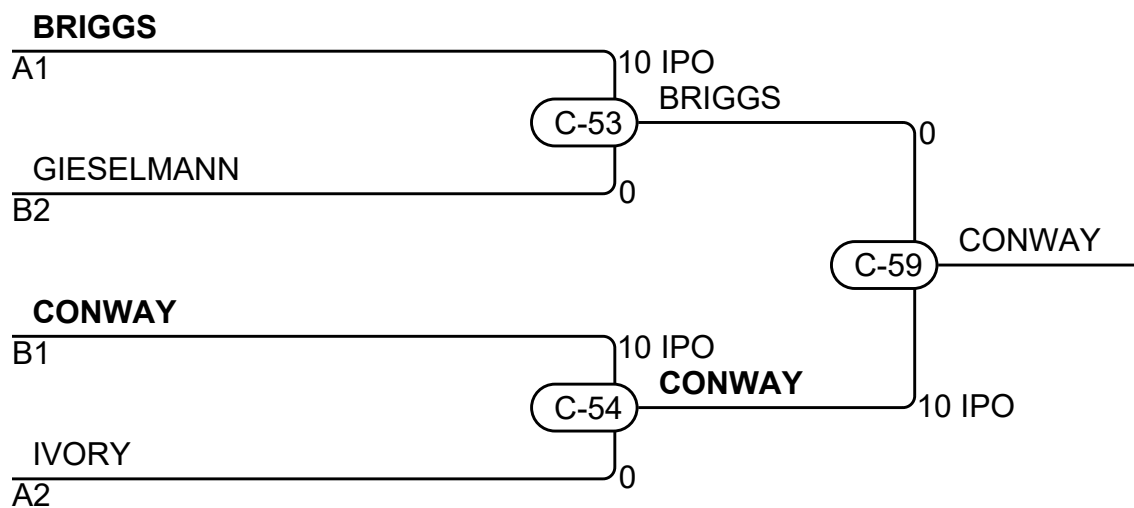 BRIGGS
A1
10 IPO
BRIGGS
C-53
0
GIESELMANN
0
B2
CONWAY
C-59
CONWAY
B1
10 IPO
CONWAY
C-54
10 IPO
IVORY
0
A2